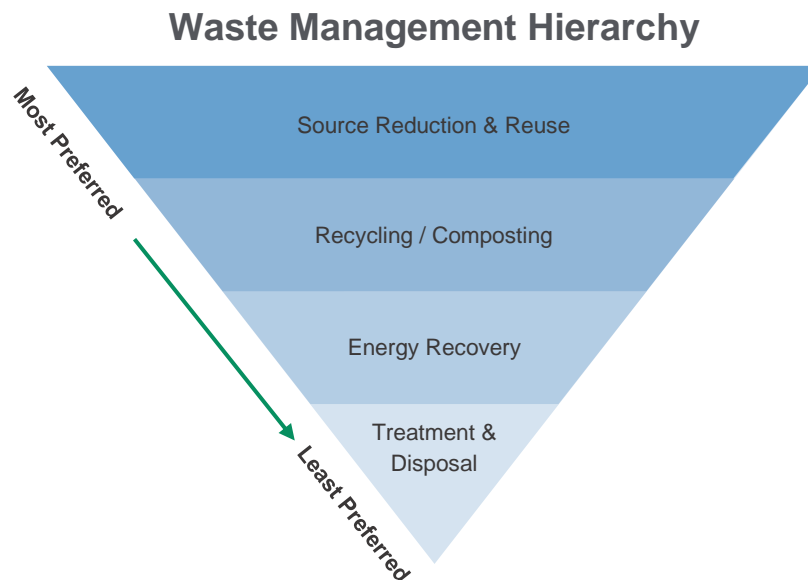 Waste Management Hierarchy
Most Preferred
Source Reduction & Reuse
Recycling / Composting
Energy Recovery
Treatment &
Disposal
Least Preferred